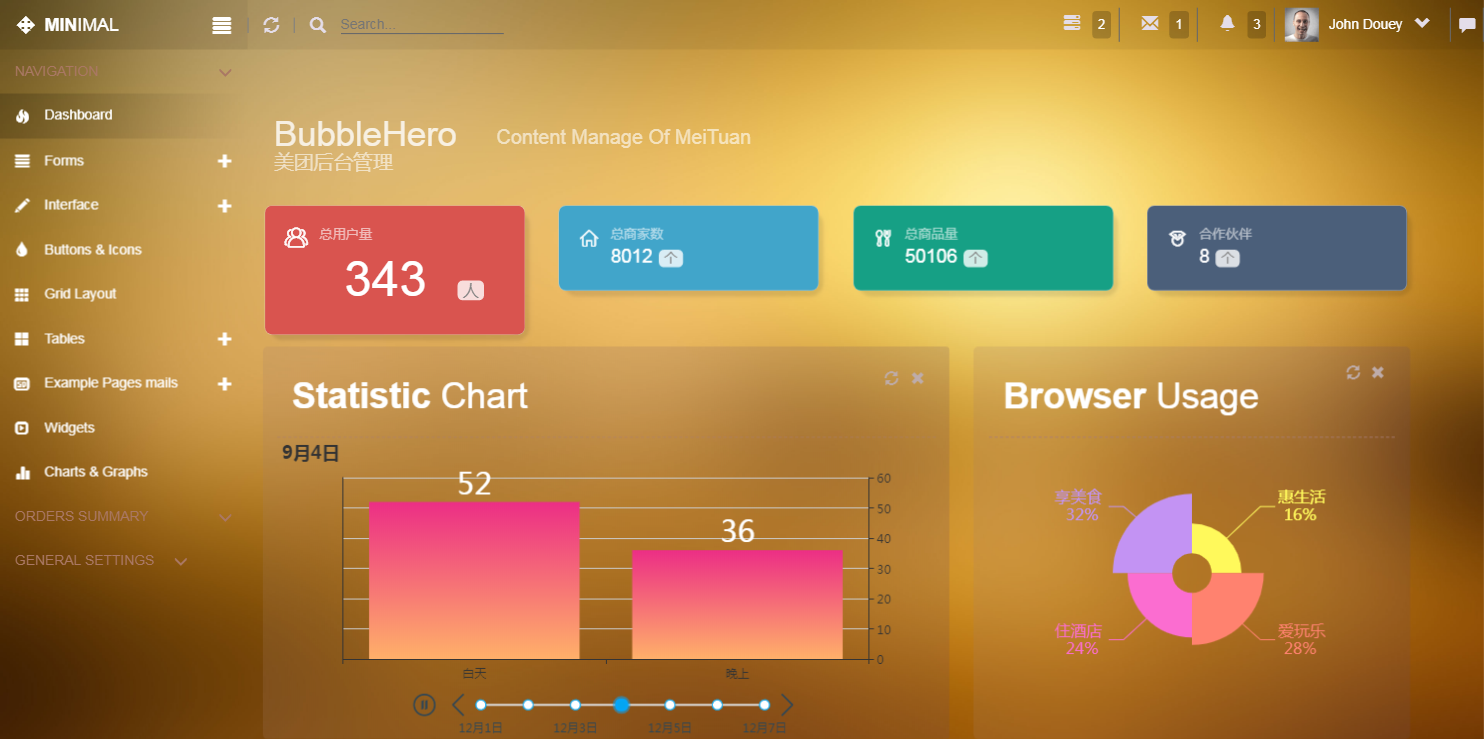 MINIMAL
Search...
2
1
3
John Douey
NAVIGATION
Dashboard
Forms
Interface
Buttons & Icons
Grid Layout
Tables
Example Pages mails
Widgets
Charts & Graphs
ORDERS SUMMARY
GENERAL SETTINGS
BubbleHero Content Manage Of MeiTuan
美团后台管理
总用户量
343 人
总商家数
8012 个
总商品量
50106 个
合作伙伴
8 个
Statistic Chart
9月4日
52
36
60
50
40
30
20
10
0
白天
晚上
12月1日
12月3日
12月5日
12月7日
Browser Usage
享美食
32%
惠生活
16%
住酒店
24%
爱玩乐
28%